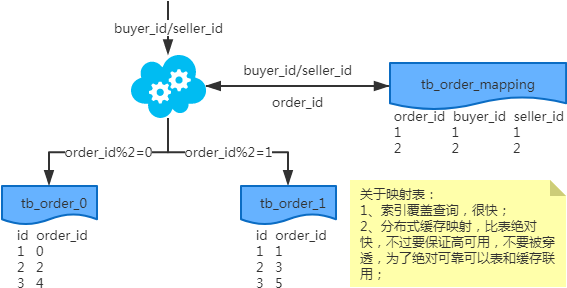 buyer_id/seller_id
buyer_id/seller_id
order_id
tb_order_mapping
order_id buyer_id seller_id
1 1 1
2 2 2
order_id%2=0
order_id%2=1
tb_order_0
id order_id
1 0
2 2
3 4
tb_order_1
id order_id
1 1
2 3
3 5
关于映射表：
1、索引覆盖查询，很快；
2、分布式缓存映射，比表绝对
快，不过要保证高可用，不要被穿
透，为了绝对可靠可以表和缓存联
用；